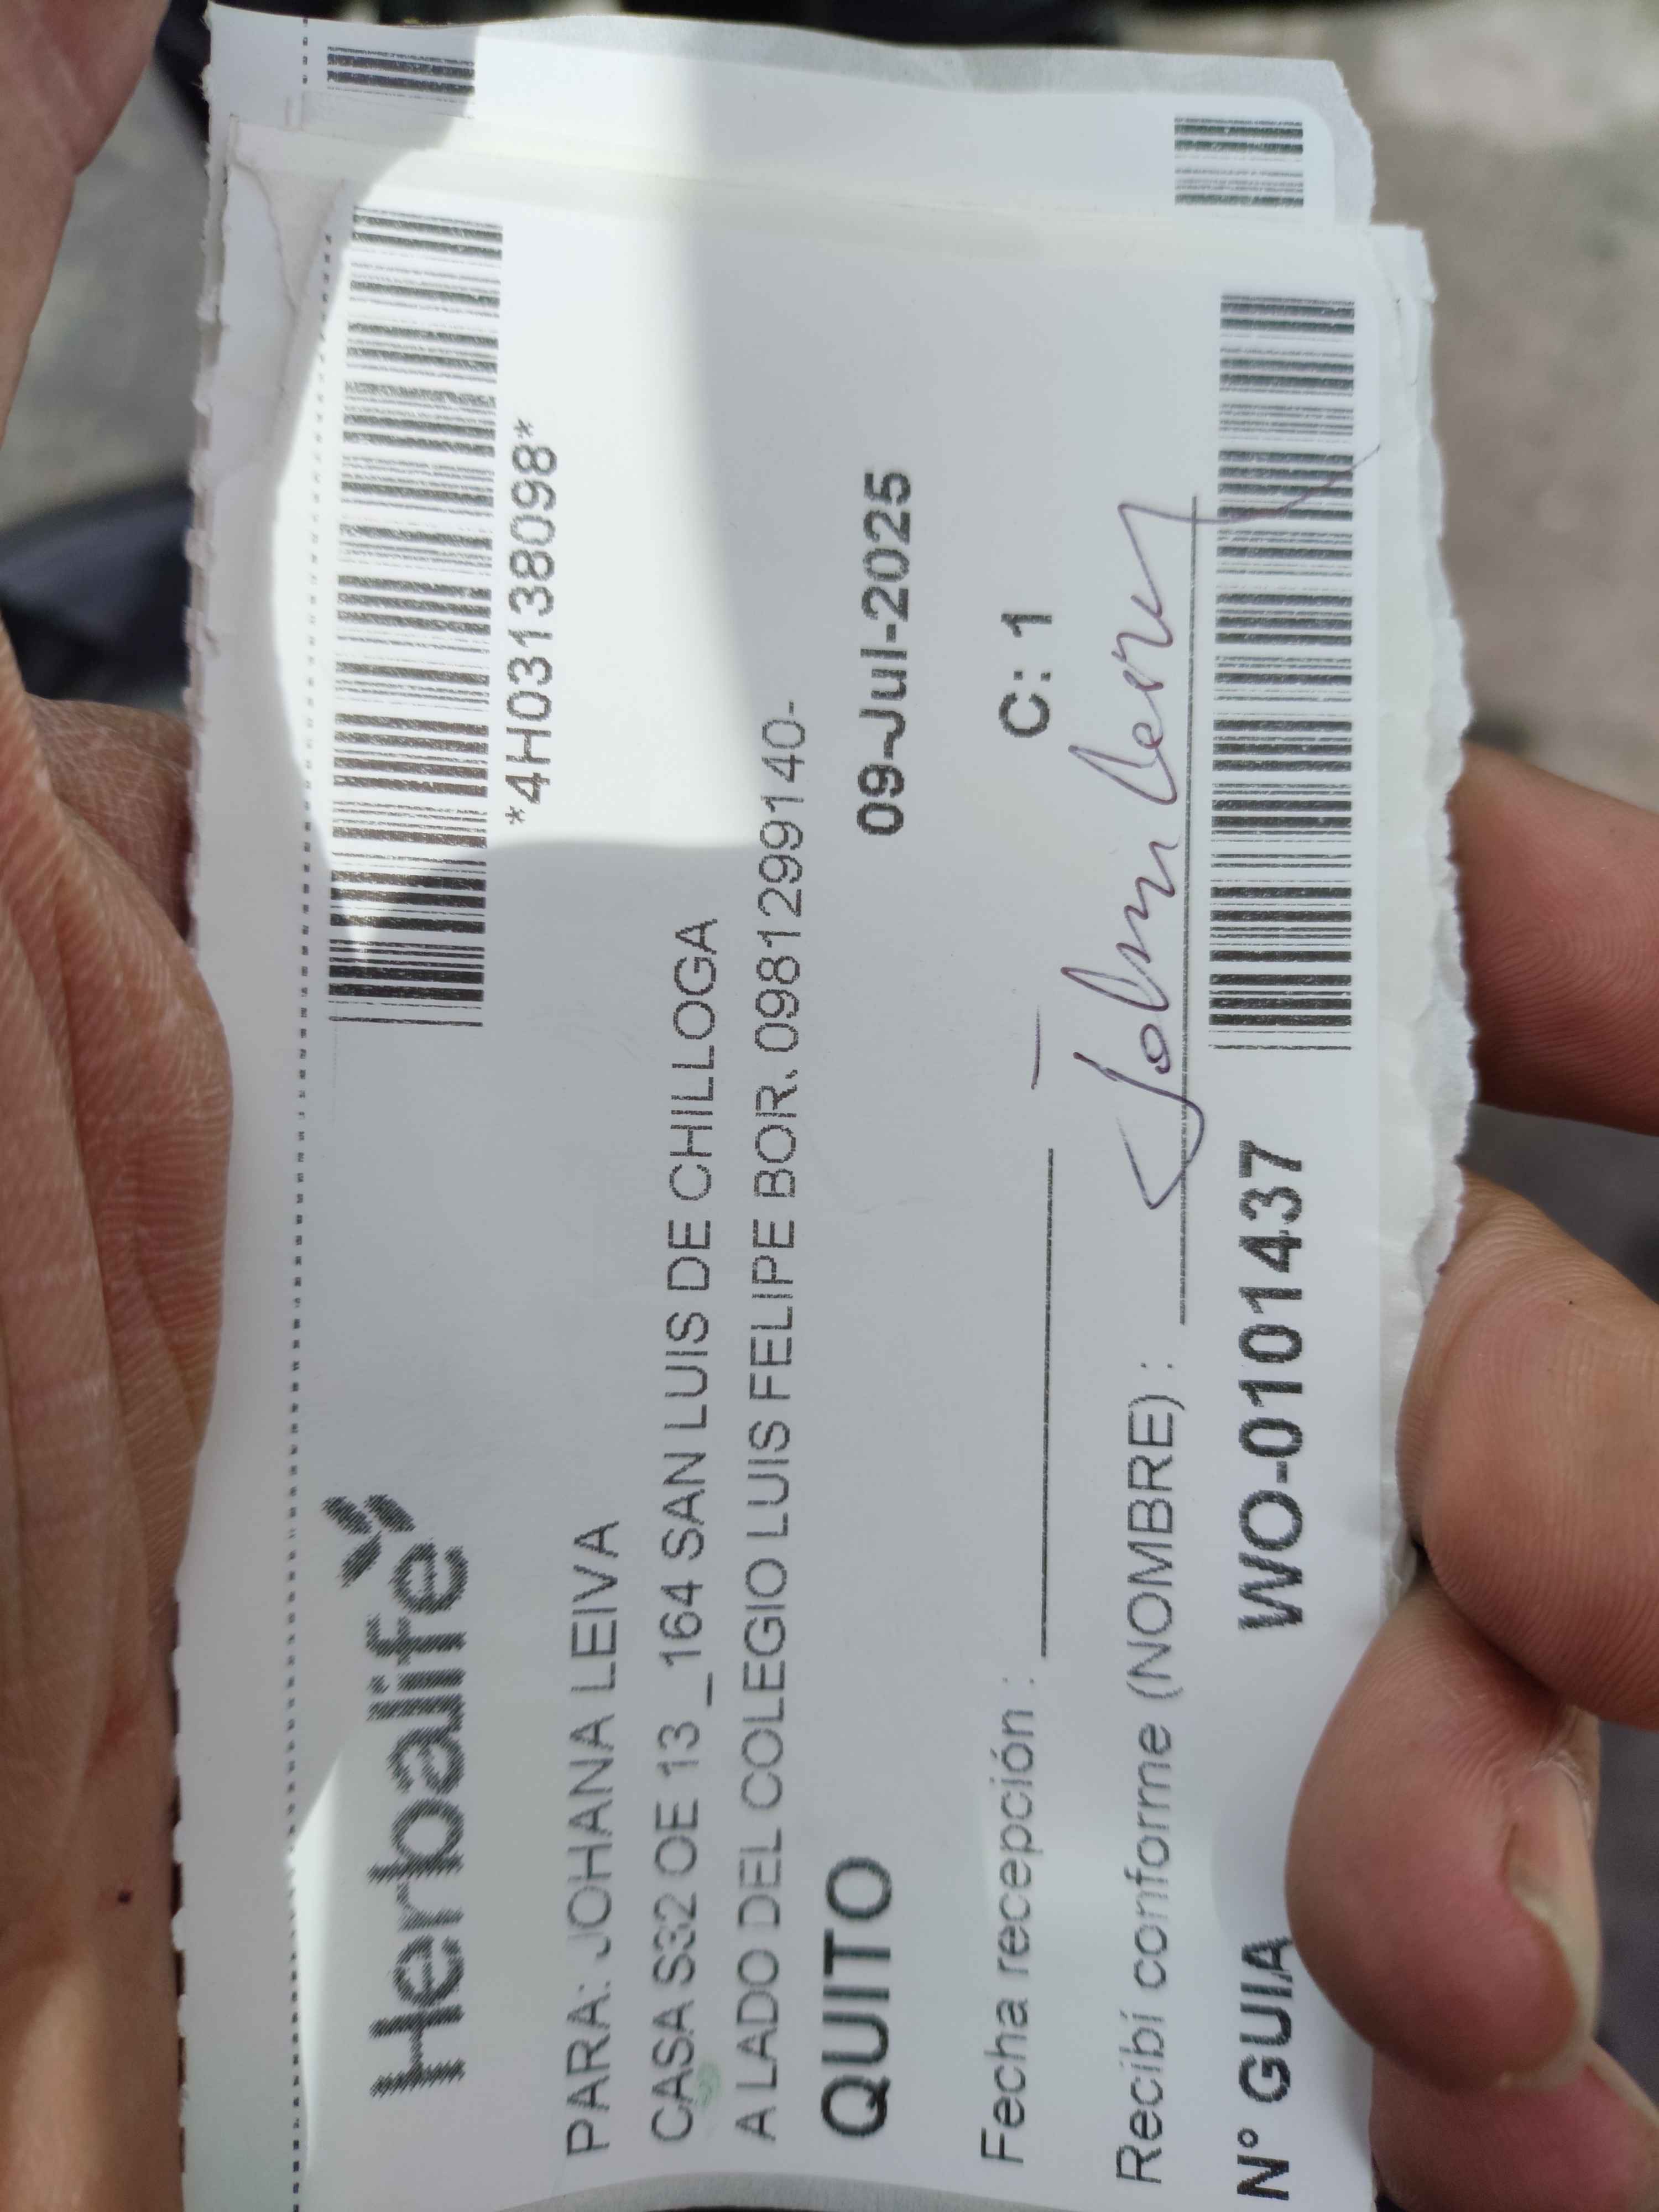 Herbalife
*4H03138098*
PARA: JOHANA LEIVA
CASA S32 OE 13 _164 SAN LUIS DE CHILLOGA
A LADO DEL COLEGIO LUIS FELIPE BOR. 0981299140-
QUITO 09-Jul-2025
Fecha recepción : C: 1
Recibí conforme (NOMBRE) :
N° GUIA WO-0101437